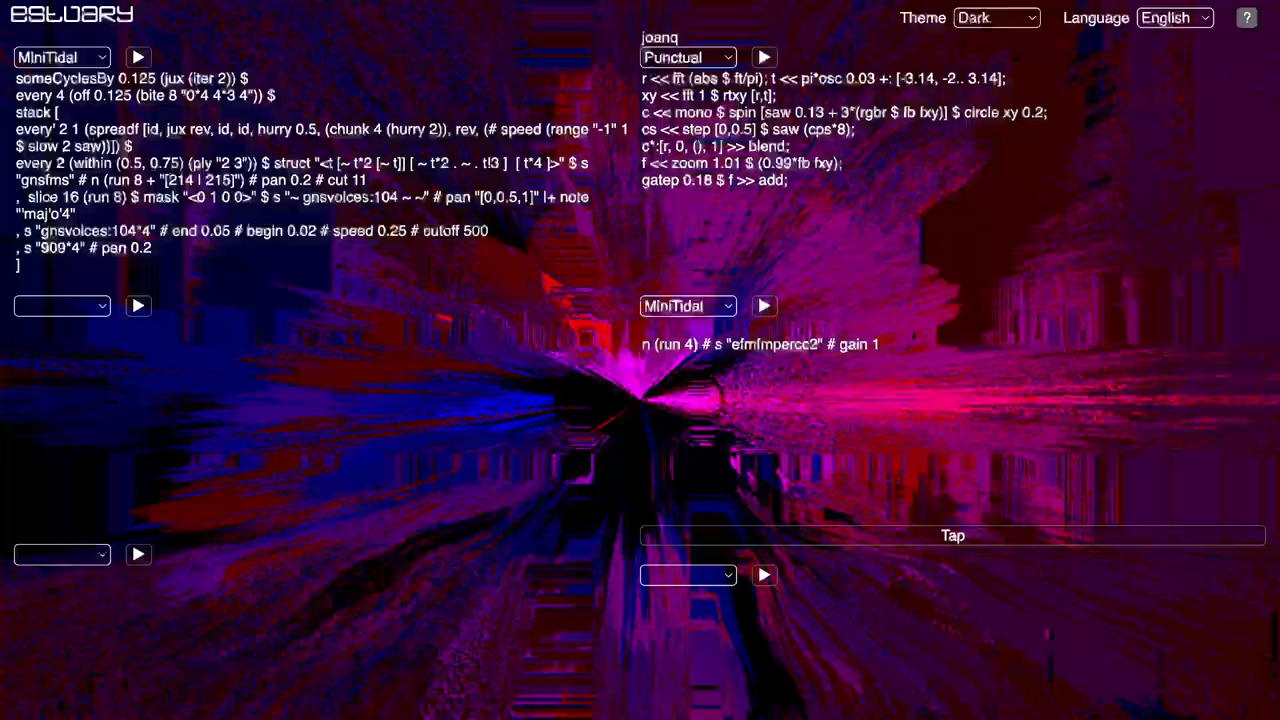 estuary
Theme Dark Language English ?
MiniTidal
someCyclesBy 0.125 (jux (iter 2)) $
every 4 (off 0.125 (bite 8 "0*4 4*3 4")) $
stack [
every' 2 1 (spreadf [id, jux rev, id, id, hurry 0.5, (chunk 4 (hurry 2)), rev, (# speed (range "-1" 1
$ slow 2 saw))]) $
every 2 (within (0.5, 0.75) (ply "2 3")) $ struct "<t [~ t*2 [~ t]] [ ~ t*2 . ~ . t!3 ] [ t*4 ]>" $ s
"gnsfms" # n (run 8 + "[214 | 215]") # pan 0.2 # cut 11
, slice 16 (run 8) $ mask "<0 1 0 0>" $ s "~ gnsvoices:104 ~ ~" # pan "[0,0.5,1]" |+ note
"'maj'o'4"
, s "gnsvoices:104*4" # end 0.05 # begin 0.02 # speed 0.25 # cutoff 500
, s "909*4" # pan 0.2
]
joanq
Punctual
r << fit (abs $ ft/pi); t << pi*osc 0.03 +: [-3.14, -2.. 3.14];
xy << fit 1 $ rtxy [r,t];
c << mono $ spin [saw 0.13 + 3*(rgbr $ fb fxy)] $ circle xy 0.2;
cs << step [0,0.5] $ saw (cps*8);
c*:[r, 0, (), 1] >> blend;
f << zoom 1.01 $ (0.99*fb fxy);
gatep 0.18 $ f >> add;
MiniTidal
n (run 4) # s "efmfmpercc2" # gain 1
Tap